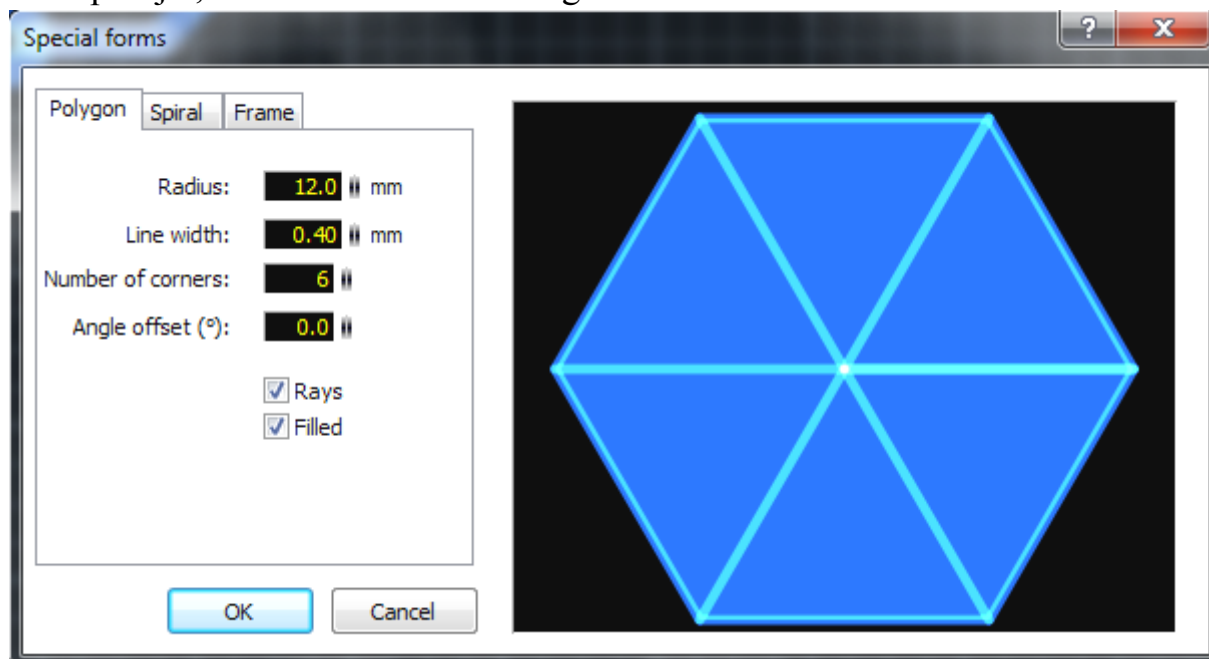 Special forms
Polygon Spiral Frame
Radius: 12.0 mm
Line width: 0.40 mm
Number of corners: 6
Angle offset (°): 0.0
Rays
Filled
OK Cancel